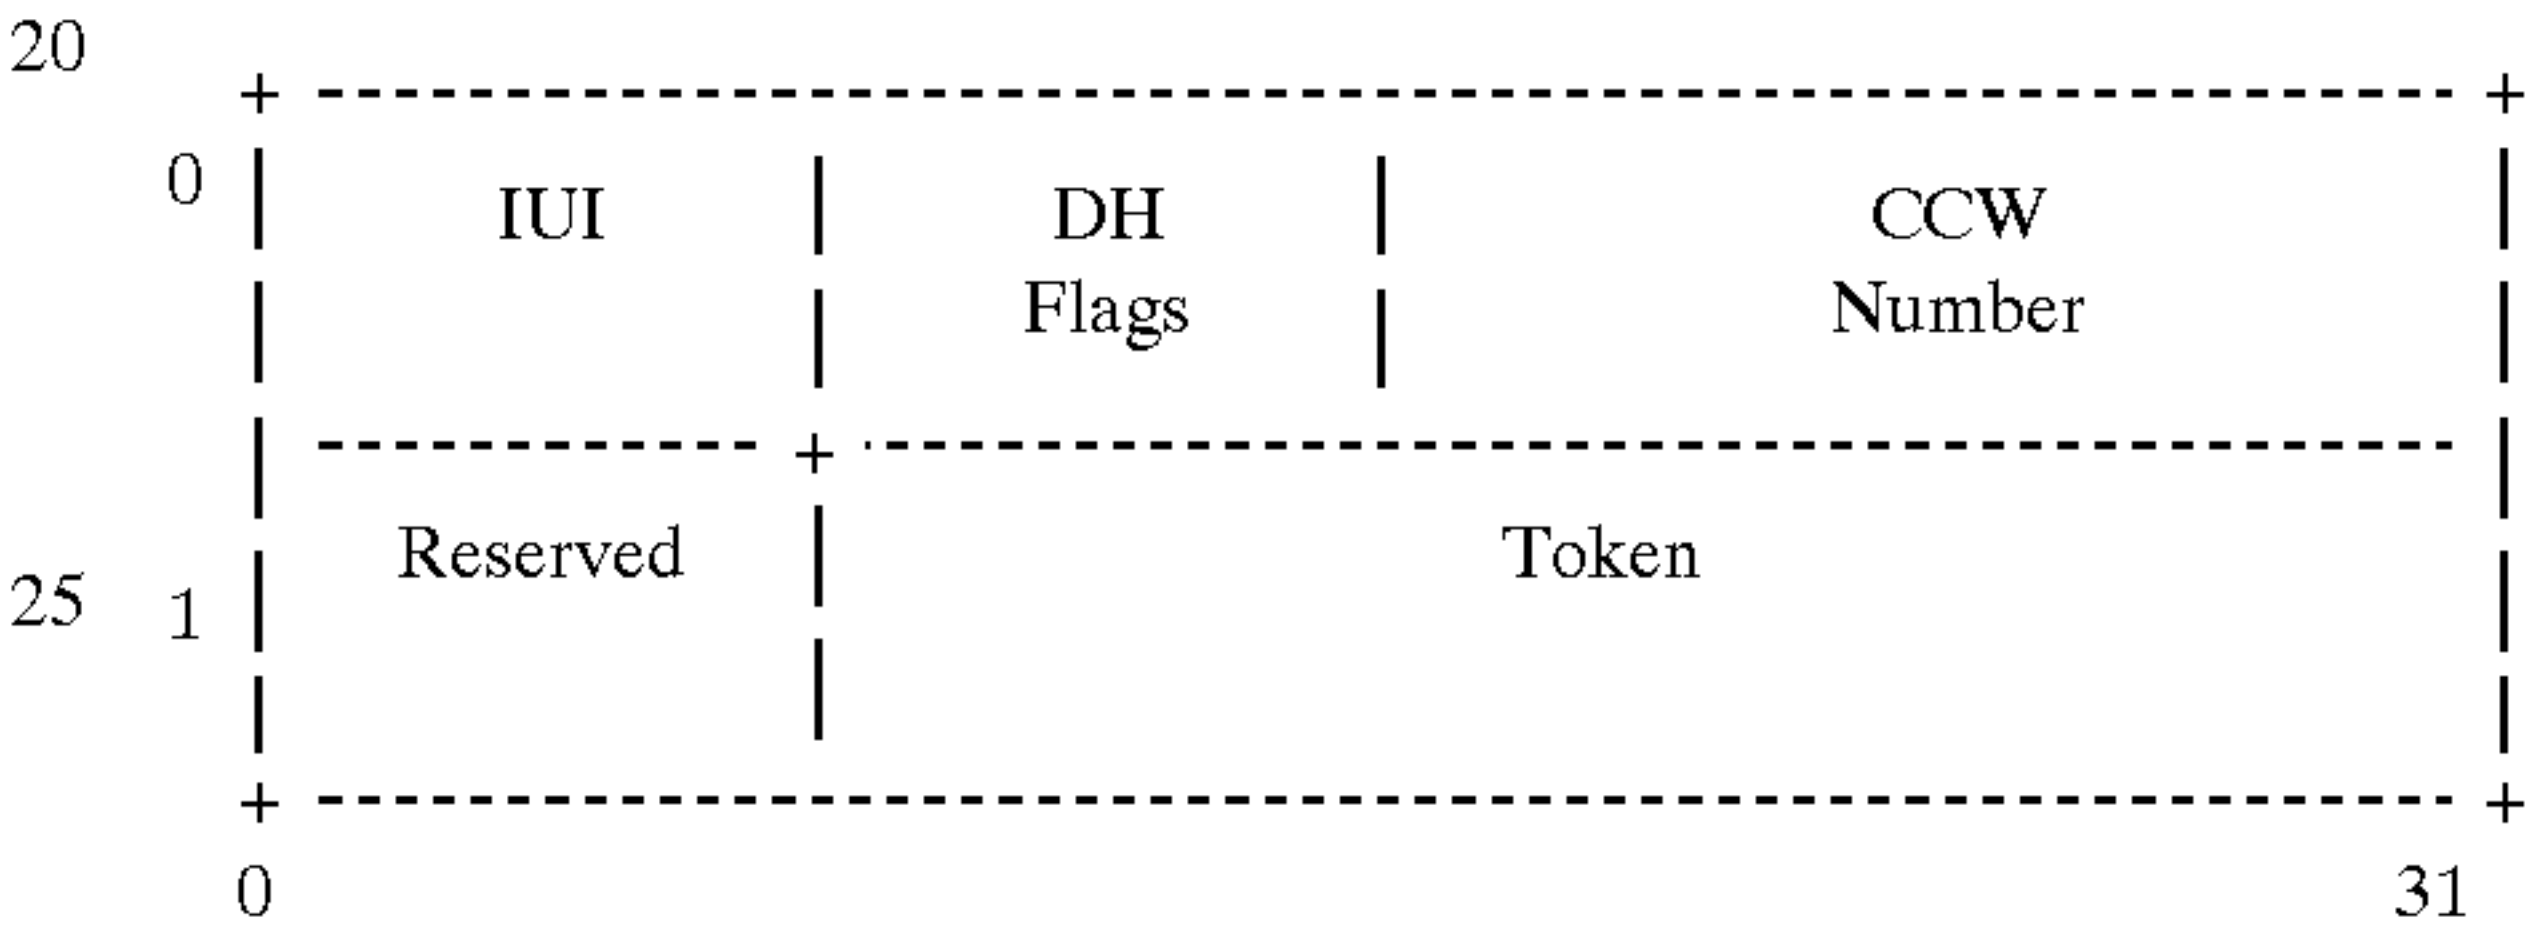 20
0 IUI DH CCW
Flags Number
Reserved Token
25 1
0 31